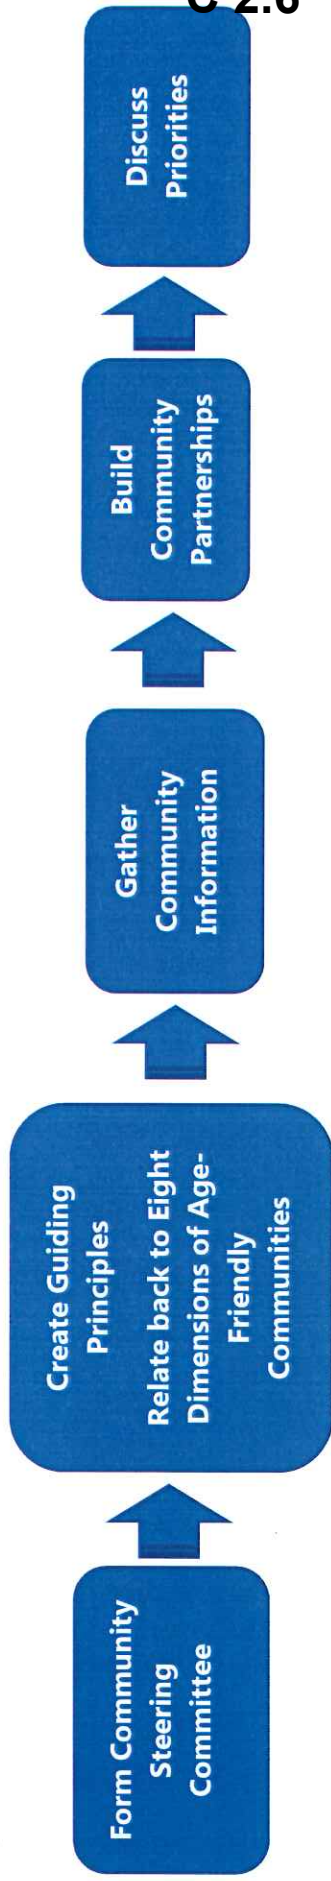 C 2.6
Form Community
Steering
Committee
Create Guiding
Principles
Relate back to Eight
Dimensions of Age-
Friendly
Communities
Gather
Community
Information
Build
Community
Partnerships
Discuss
Priorities